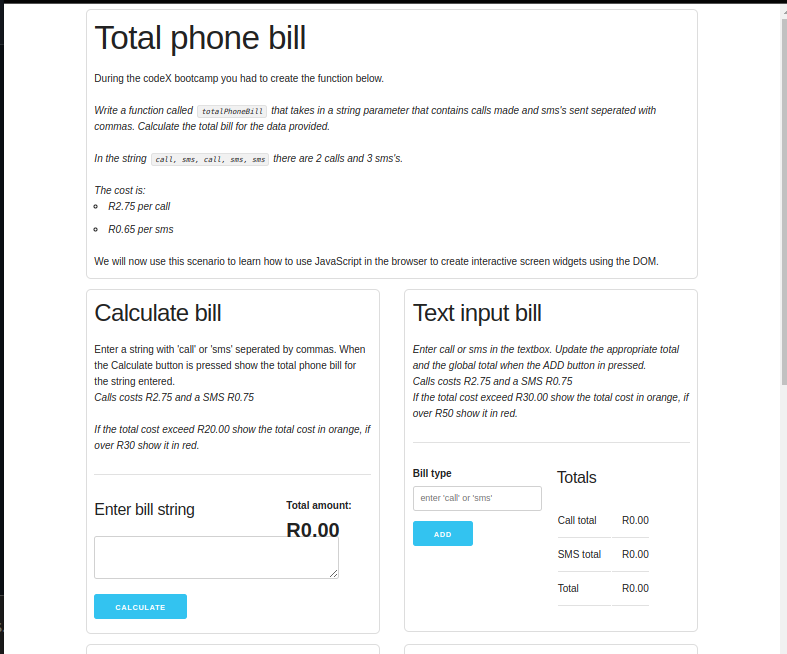 Total phone bill
During the codeX bootcamp you had to create the function below.
Write a function called totalPhoneBill that takes in a string parameter that contains calls made and sms's sent seperated with
commas. Calculate the total bill for the data provided.
In the string call, sms, call, sms, sms there are 2 calls and 3 sms's.
The cost is:
R2.75 per call
R0.65 per sms
We will now use this scenario to learn how to use JavaScript in the browser to create interactive screen widgets using the DOM.
Calculate bill
Enter a string with 'call' or 'sms' seperated by commas. When
the Calculate button is pressed show the total phone bill for
the string entered.
Calls costs R2.75 and a SMS R0.75
If the total cost exceed R20.00 show the total cost in orange, if
over R30 show it in red.
Enter bill string
Total amount:
R0.00
CALCULATE
Text input bill
Enter call or sms in the textbox. Update the appropriate total
and the global total when the ADD button in pressed.
Calls costs R2.75 and a SMS R0.75
If the total cost exceed R30.00 show the total cost in orange, if
over R50 show it in red.
Bill type
enter 'call' or 'sms'
ADD
Totals
Call total R0.00
SMS total R0.00
Total R0.00